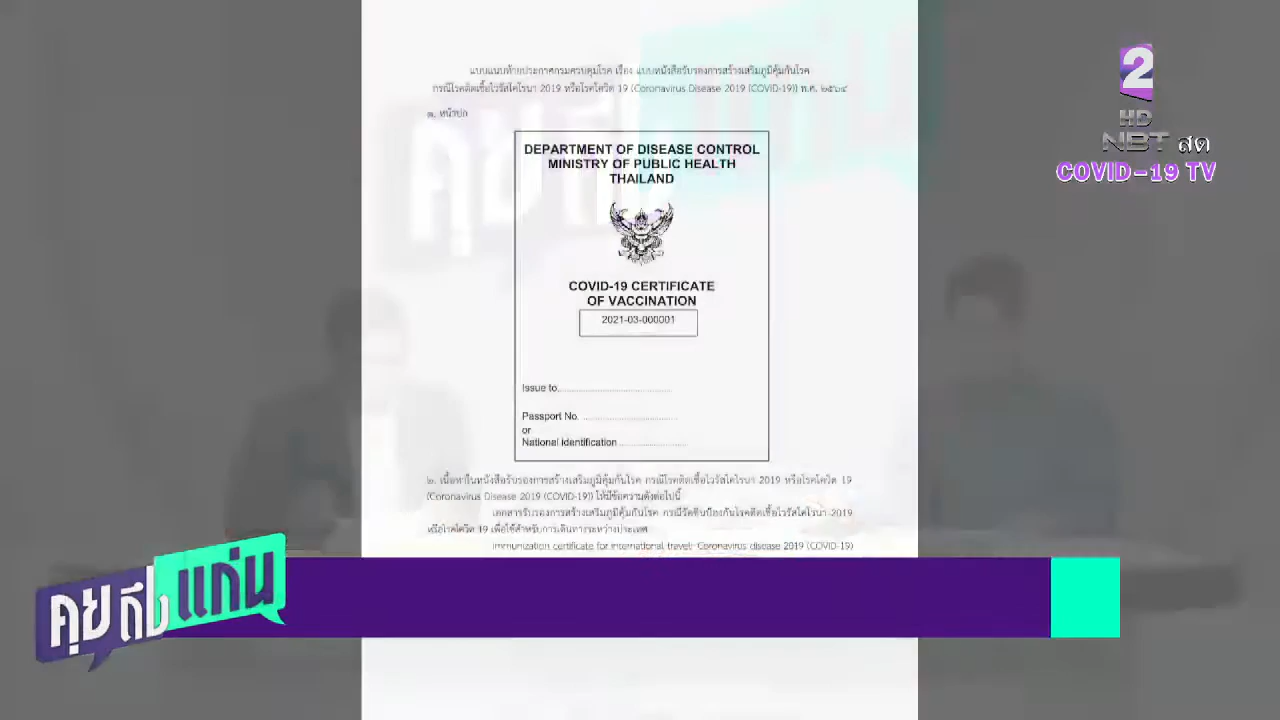 แบบแนบท้ายประกาศกรมควบคุมโรค เรื่อง แบบหนังสือรับรองการสร้างเสริมภูมิคุ้มกันโรค
กรณีโรคติดเชื้อไวรัสโคโรนา 2019 หรือโรคโควิด 19 (Coronavirus Disease 2019 (COVID-19)) พ.ศ. ๒๕๖๔
๑. หน้าปก
DEPARTMENT OF DISEASE CONTROL
MINISTRY OF PUBLIC HEALTH
THAILAND
COVID-19 CERTIFICATE
OF VACCINATION
2021-03-000001
Issue to
Passport No.
or
National identification
๒. เนื้อหาในหนังสือรับรองการสร้างเสริมภูมิคุ้มกันโรค กรณีโรคติดเชื้อไวรัสโคโรนา 2019 หรือโรคโควิด 19
(Coronavirus Disease 2019 (COVID-19)) ให้มีข้อความดังต่อไปนี้
เอกสารรับรองการสร้างเสริมภูมิคุ้มกันโรค กรณีวัคซีนป้องกันโรคติดเชื้อไวรัสโคโรนา 2019
หรือโรคโควิด 19 เพื่อใช้สำหรับการเดินทางระหว่างประเทศ
Immunization certificate for international travel: Coronavirus disease 2019 (COVID-19)
2
HD
NBT สด
COVID-19 TV
คุยถึงแก่น
คุยถึง